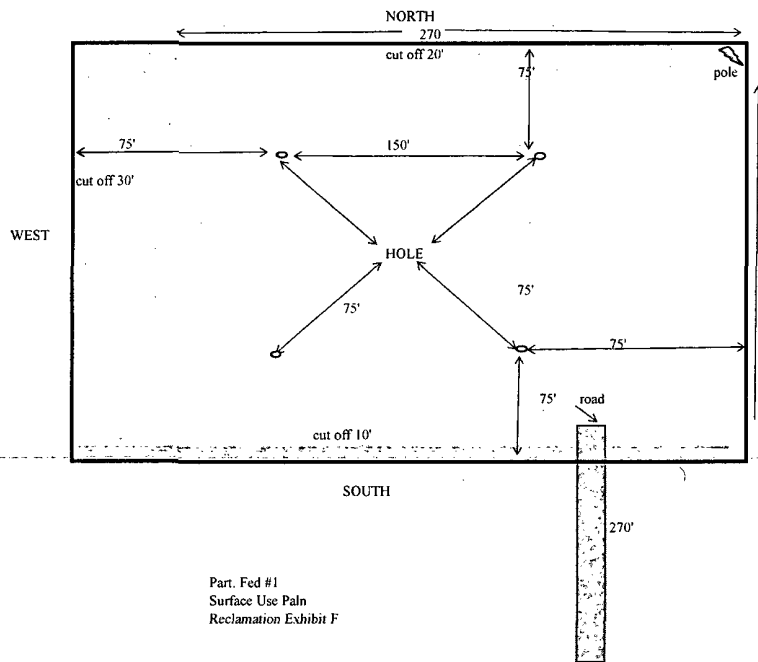 NORTH
270
cut off 20'
75'
pole
75'
150'
cut off 30'
WEST
HOLE
75'
75'
75'
75'
road
cut off 10'
SOUTH
270'
Part. Fed #1
Surface Use Paln
Reclamation Exhibit F